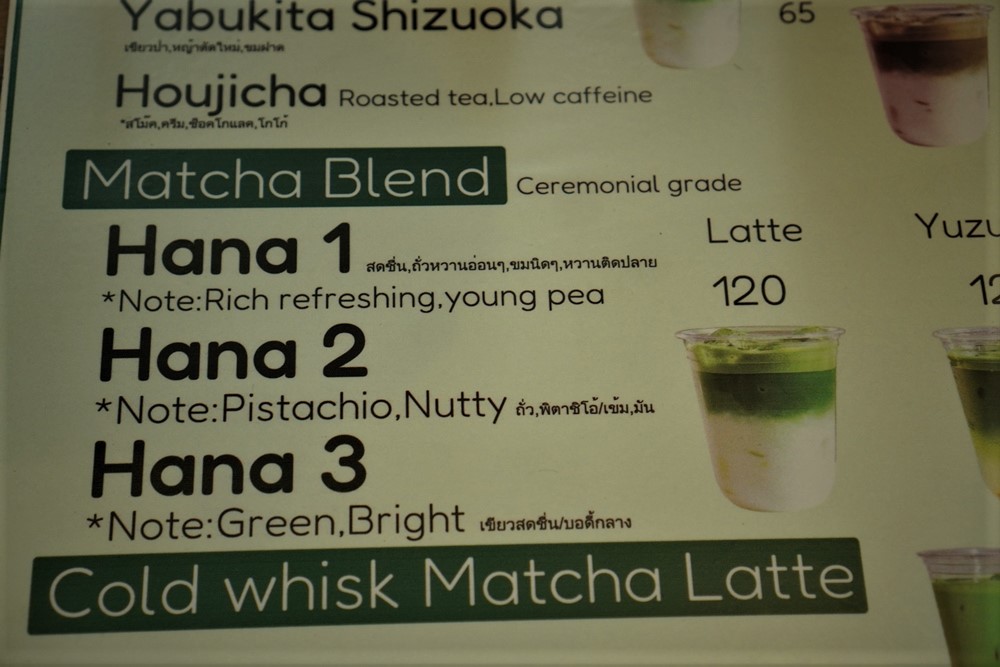 Yabukita Shizuoka 65
เขียวป่า,หญ้าตัดใหม่,ขมฝาด
Houjicha Roasted tea,Low caffeine
*สโม๊ค,ครีม,ช๊อคโกแลค,โกโก้
Matcha Blend Ceremonial grade
Latte
Hana 1 สดชื่น,ถั่วหวานอ่อนๆ,ขมนิดๆ,หวานติดปลาย
*Note:Rich refreshing,young pea
120
Hana 2
*Note:Pistachio,Nutty ถั่ว,พิตาชิโอ้/เข้ม,มัน
Hana 3
*Note:Green,Bright เขียวสดชื่น/บอดี้กลาง
Cold whisk Matcha Latte